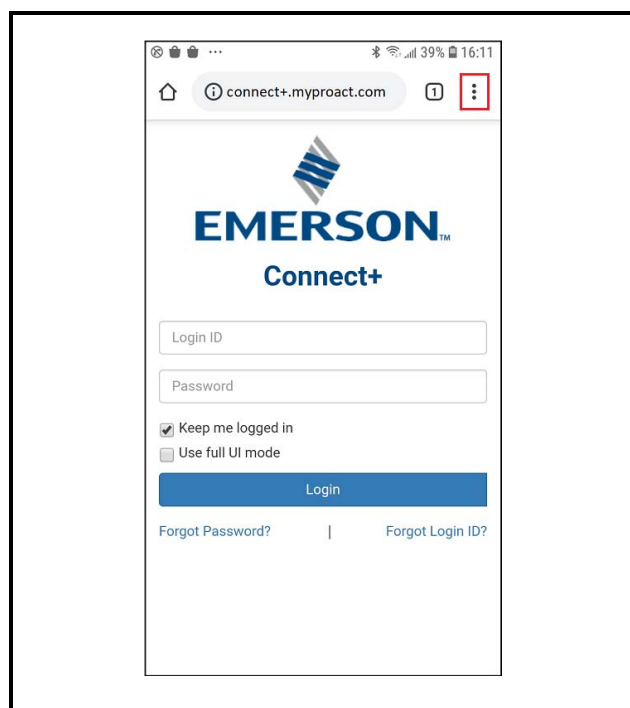 ... 39% 16:11
connect+.myproact.com 1
EMERSON™
Connect+
Login ID
Password
Keep me logged in
Use full UI mode
Login
Forgot Password? | Forgot Login ID?